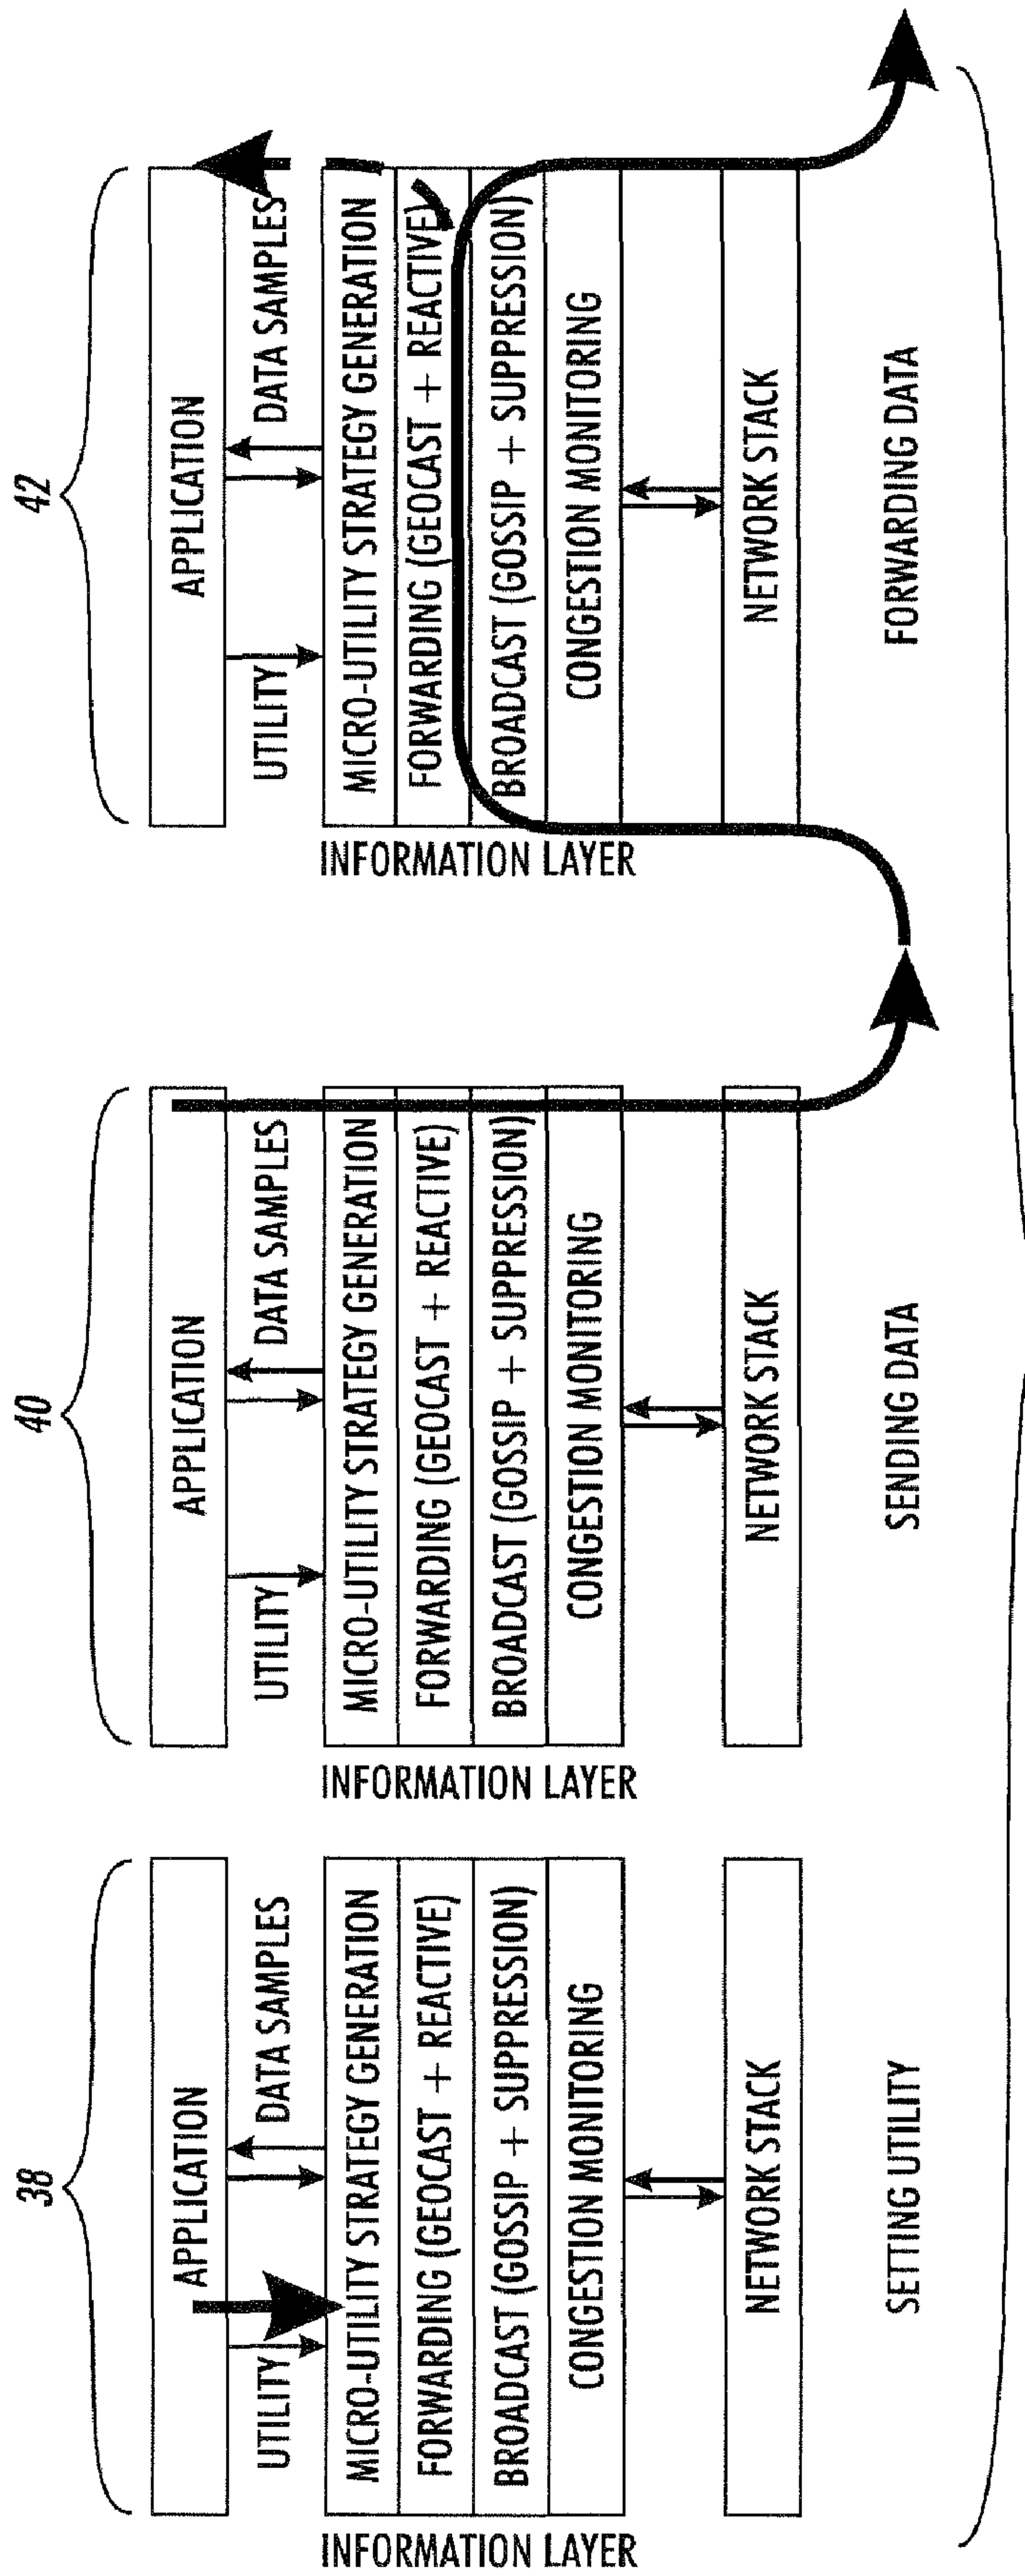 38
APPLICATION
UTILITY
DATA SAMPLES
INFORMATION LAYER
MICRO-UTILITY STRATEGY GENERATION
FORWARDING (GEOCAST + REACTIVE)
BROADCAST (GOSSIP + SUPPRESSION)
CONGESTION MONITORING
NETWORK STACK
SETTING UTILITY
40
APPLICATION
UTILITY
DATA SAMPLES
INFORMATION LAYER
MICRO-UTILITY STRATEGY GENERATION
FORWARDING (GEOCAST + REACTIVE)
BROADCAST (GOSSIP + SUPPRESSION)
CONGESTION MONITORING
NETWORK STACK
SENDING DATA
42
APPLICATION
UTILITY
DATA SAMPLES
INFORMATION LAYER
MICRO-UTILITY STRATEGY GENERATION
FORWARDING (GEOCAST + REACTIVE)
BROADCAST (GOSSIP + SUPPRESSION)
CONGESTION MONITORING
NETWORK STACK
FORWARDING DATA